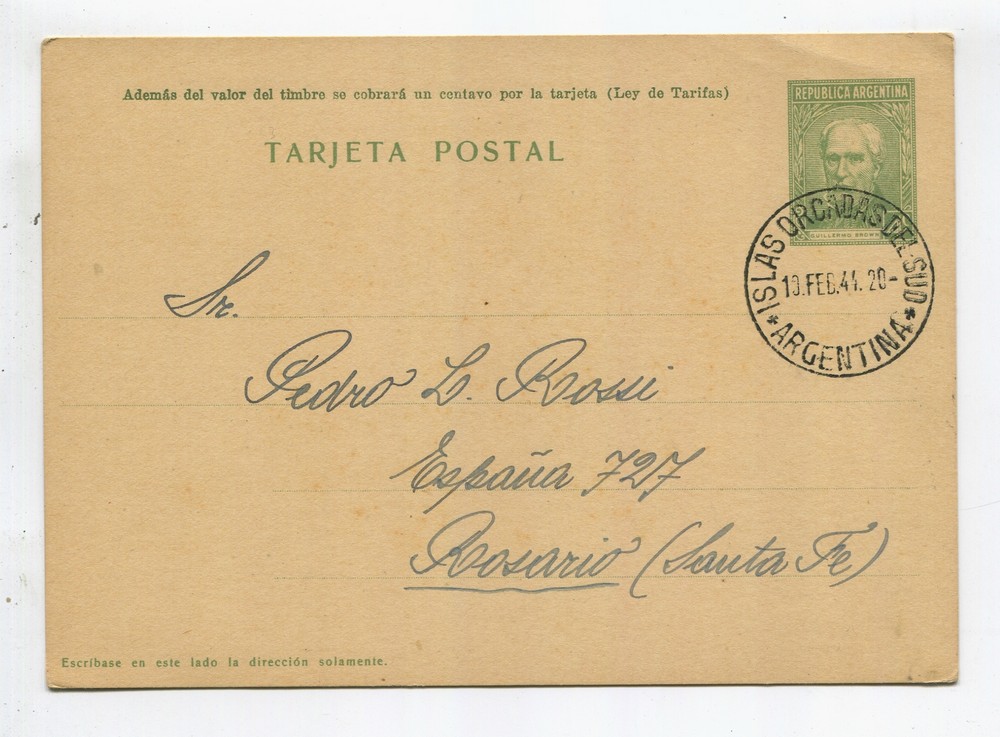 Además del valor del timbre se cobrará un centavo por la tarjeta (Ley de Tarifas)
TARJETA POSTAL
REPUBLICA ARGENTINA
GUILLERMO BROWN
ISLAS ORCADAS DEL SUD
FEB.44. 20-
* ARGENTINA *
Sr.
Pedro L. Rossi
España 727
Rosario (Santa Fe)
Escríbase en este lado la dirección solamente.